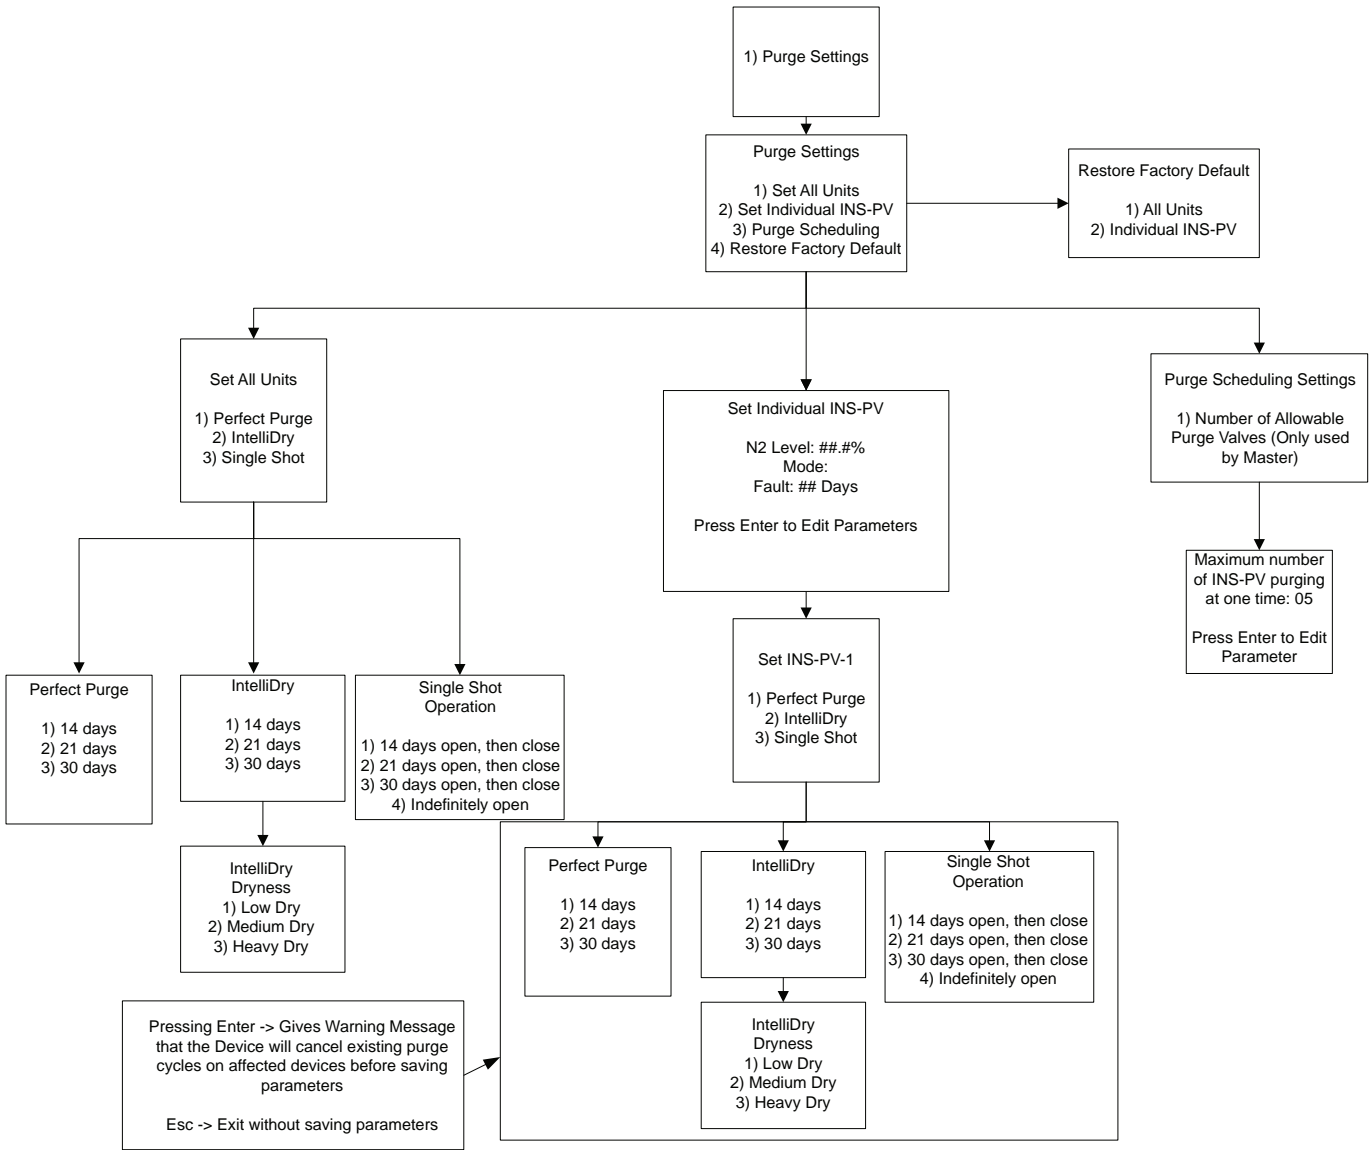 1) Purge Settings
Purge Settings
1) Set All Units
2) Set Individual INS-PV
3) Purge Scheduling
4) Restore Factory Default
Restore Factory Default
1) All Units
2) Individual INS-PV
Set All Units
1) Perfect Purge
2) IntelliDry
3) Single Shot
Set Individual INS-PV
N2 Level: ##.#%
Mode:
Fault: ## Days
Press Enter to Edit Parameters
Purge Scheduling Settings
1) Number of Allowable
Purge Valves (Only used
by Master)
Maximum number
of INS-PV purging
at one time: 05
Press Enter to Edit
Parameter
Perfect Purge
1) 14 days
2) 21 days
3) 30 days
IntelliDry
1) 14 days
2) 21 days
3) 30 days
Single Shot
Operation
1) 14 days open, then close
2) 21 days open, then close
3) 30 days open, then close
4) Indefinitely open
IntelliDry
Dryness
1) Low Dry
2) Medium Dry
3) Heavy Dry
Set INS-PV-1
1) Perfect Purge
2) IntelliDry
3) Single Shot
Perfect Purge
1) 14 days
2) 21 days
3) 30 days
IntelliDry
1) 14 days
2) 21 days
3) 30 days
Single Shot
Operation
1) 14 days open, then close
2) 21 days open, then close
3) 30 days open, then close
4) Indefinitely open
IntelliDry
Dryness
1) Low Dry
2) Medium Dry
3) Heavy Dry
Pressing Enter -> Gives Warning Message
that the Device will cancel existing purge
cycles on affected devices before saving
parameters
Esc -> Exit without saving parameters